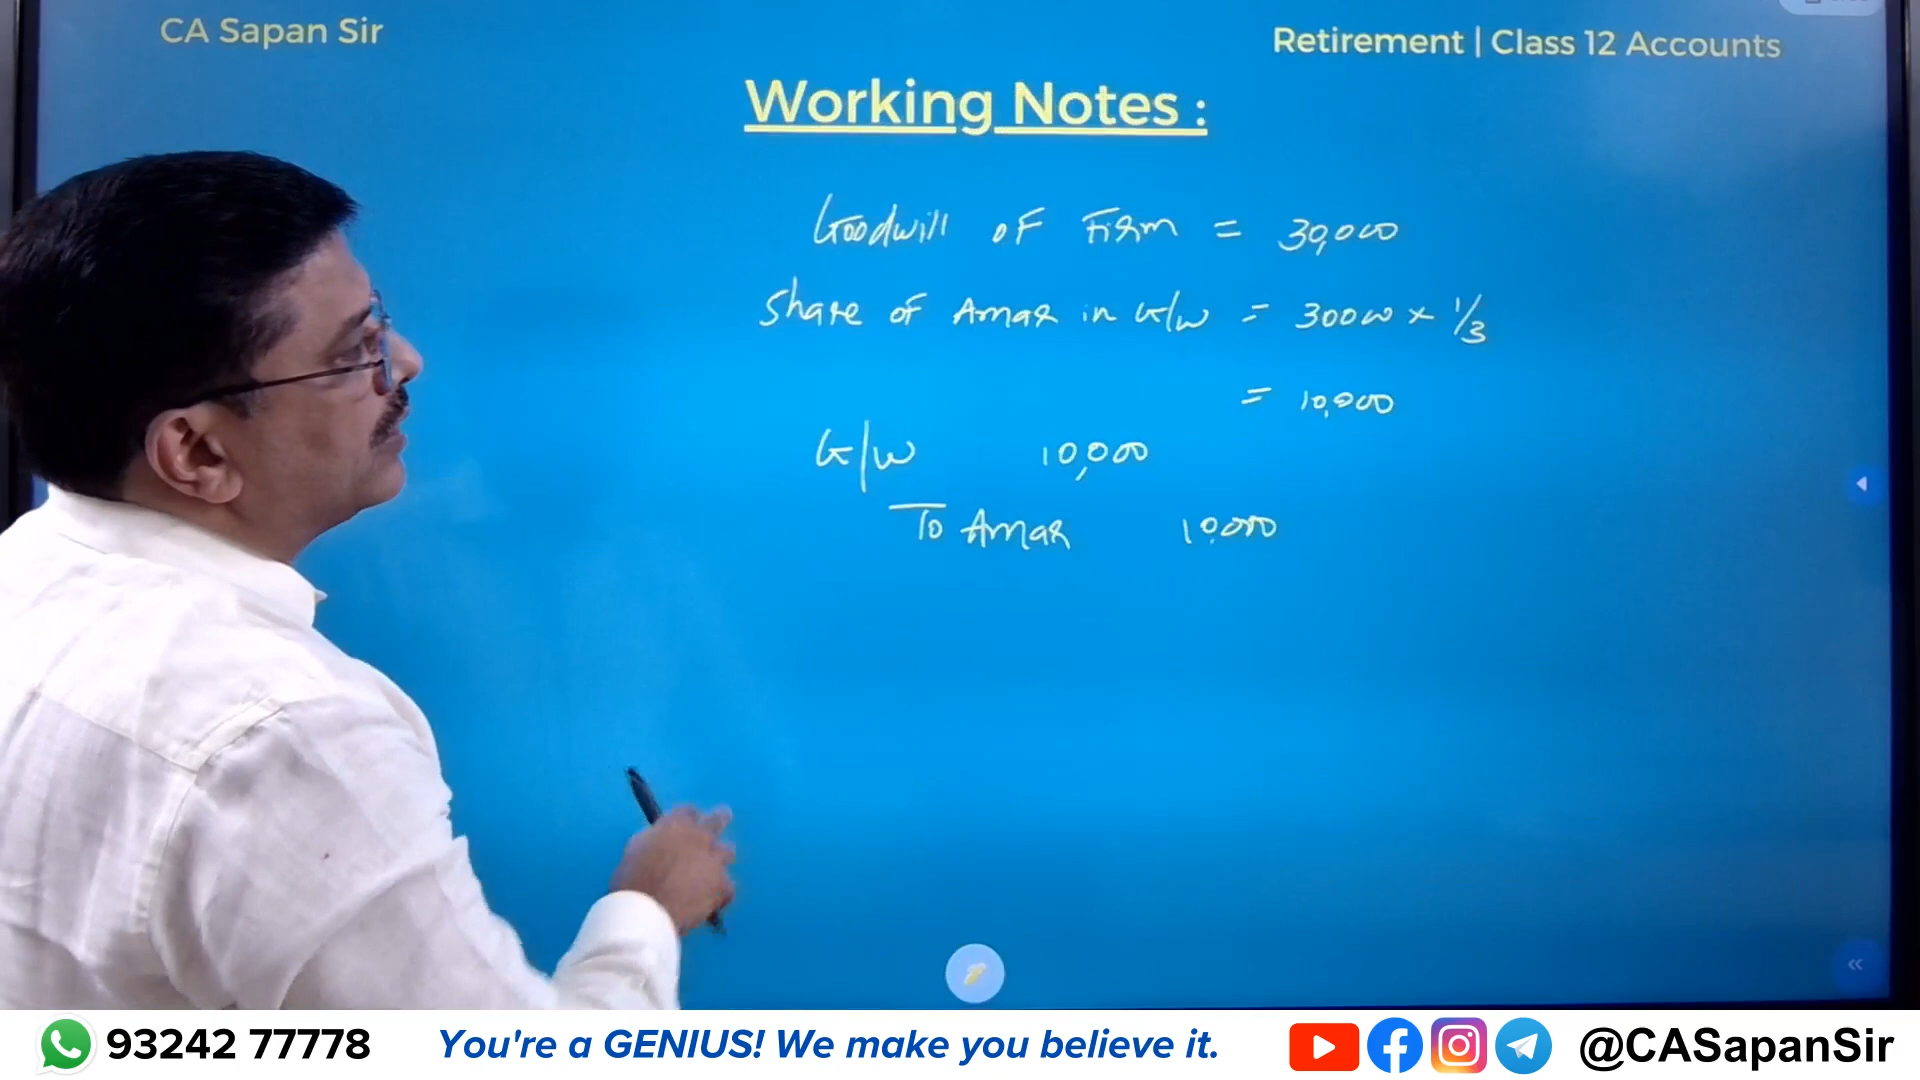 CA Sapan Sir
Retirement | Class 12 Accounts
Working Notes :
Goodwill of Firm = 30,000
Share of Amar in G/w = 30000 × 1/3
= 10,000
G/W 10,000
To Amar 10,000
93242 77778
You're a GENIUS! We make you believe it.
@CASapanSir